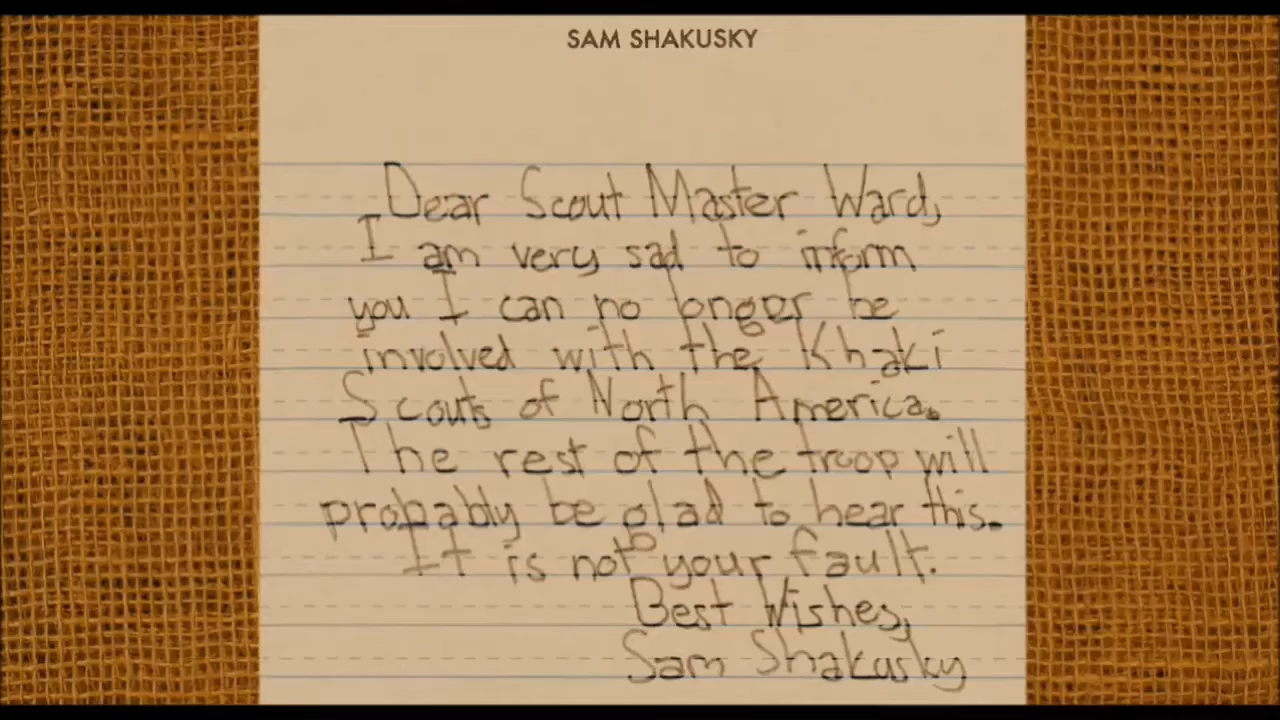 SAM SHAKUSKY
Dear Scout Master Ward,
I am very sad to inform
you I can no longer be
involved with the Khaki
Scouts of North America.
The rest of the troop will
probably be glad to hear this.
It is not your fault.
Best Wishes,
Sam Shakusky